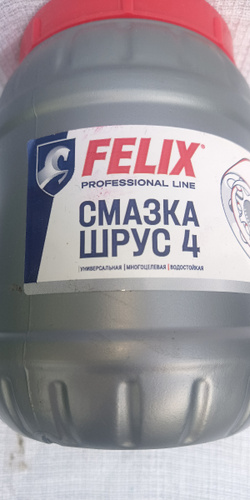 FELIX®
PROFESSIONAL LINE
СМАЗКА
ШРУС 4
УНИВЕРСАЛЬНАЯ | МНОГОЦЕЛЕВАЯ | ВОДОСТОЙКАЯ